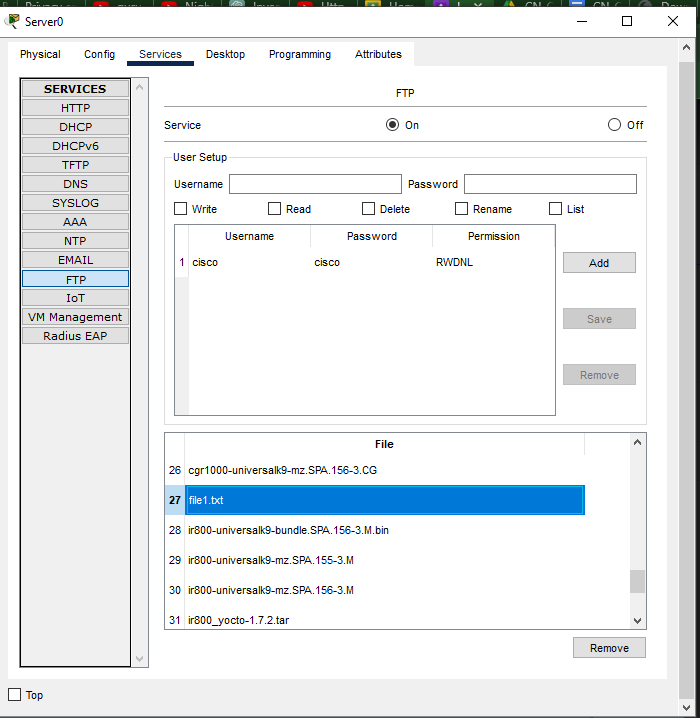 Server0
Physical Config Services Desktop Programming Attributes
SERVICES
HTTP
DHCP
DHCPv6
TFTP
DNS
SYSLOG
AAA
NTP
EMAIL
FTP
IoT
VM Management
Radius EAP
FTP
Service On Off
User Setup
Username Password
Write Read Delete Rename List
Username Password Permission
1 cisco cisco RWDNL
Add
Save
Remove
File
26 cgr1000-universalk9-mz.SPA.156-3.CG
27 file1.txt
28 ir800-universalk9-bundle.SPA.156-3.M.bin
29 ir800-universalk9-mz.SPA.155-3.M
30 ir800-universalk9-mz.SPA.156-3.M
31 ir800_yocto-1.7.2.tar
Remove
Top